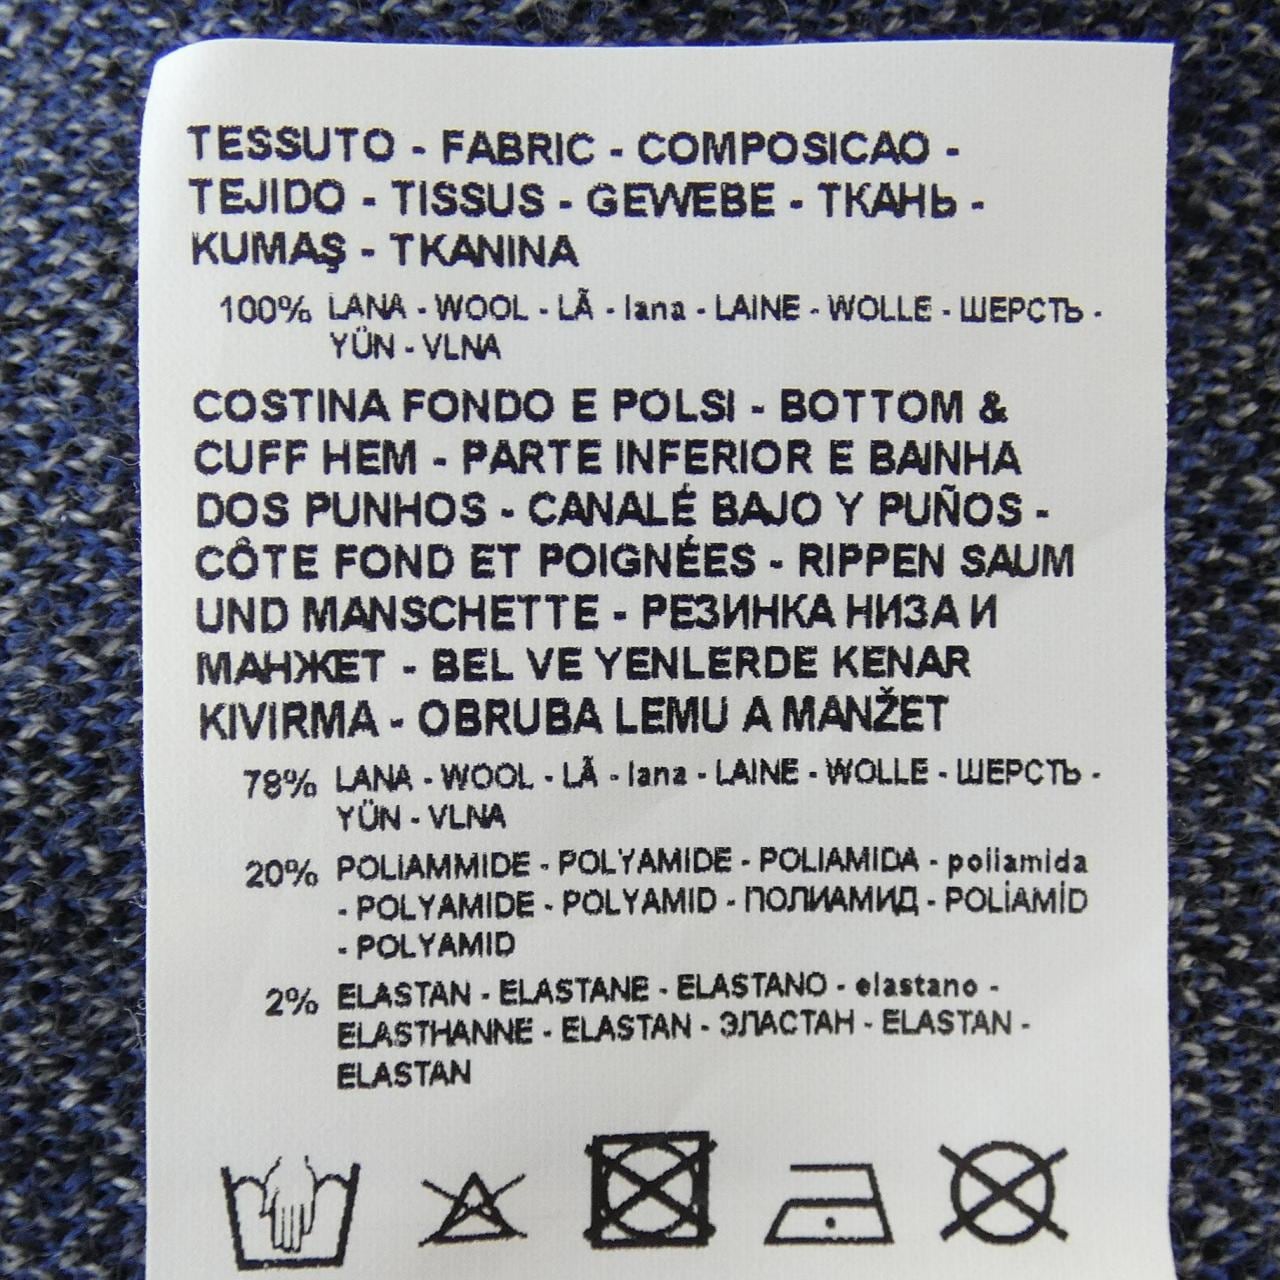 TESSUTO - FABRIC - COMPOSICAO -
TEJIDO - TISSUS - GEWEBE - ТКАНЬ -
KUMAŞ - TKANINA
100% LANA - WOOL - LÃ - lana - LAINE - WOLLE - ШЕРСТЬ -
YÜN - VLNA
COSTINA FONDO E POLSI - BOTTOM &
CUFF HEM - PARTE INFERIOR E BAINHA
DOS PUNHOS - CANALÉ BAJO Y PUÑOS -
CÔTE FOND ET POIGNÉES - RIPPEN SAUM
UND MANSCHETTE - РЕЗИНКА НИЗА И
МАНЖЕТ - BEL VE YENLERDE KENAR
KIVIRMA - OBRUBA LEMU A MANŽET
78% LANA - WOOL - LÃ - lana - LAINE - WOLLE - ШЕРСТЬ -
YÜN - VLNA
20% POLIAMMIDE - POLYAMIDE - POLIAMIDA - poliamida
- POLYAMIDE - POLYAMID - ПОЛИАМИД - POLİAMİD
- POLYAMID
2% ELASTAN - ELASTANE - ELASTANO - elastano -
ELASTHANNE - ELASTAN - ЭЛАСТАН - ELASTAN -
ELASTAN